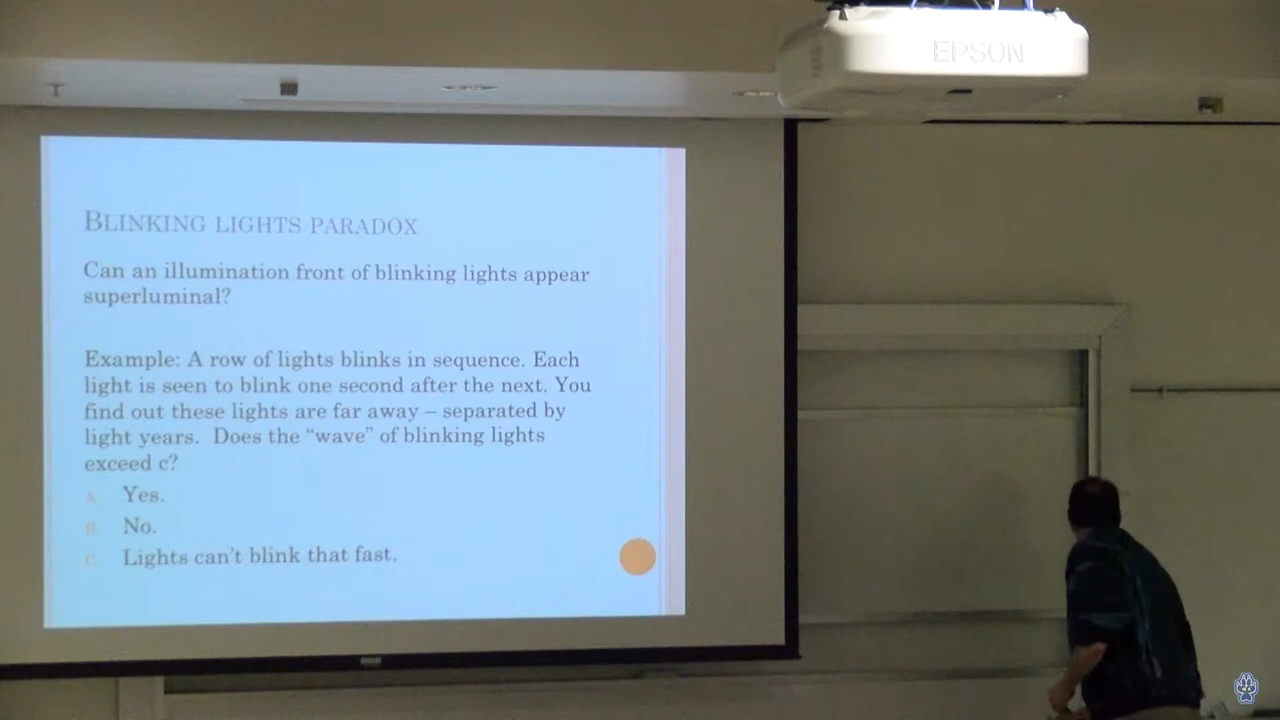 EPSON
BLINKING LIGHTS PARADOX
Can an illumination front of blinking lights appear
superluminal?
Example: A row of lights blinks in sequence. Each
light is seen to blink one second after the next. You
find out these lights are far away – separated by
light years. Does the “wave” of blinking lights
exceed c?
A Yes.
B No.
C Lights can't blink that fast.